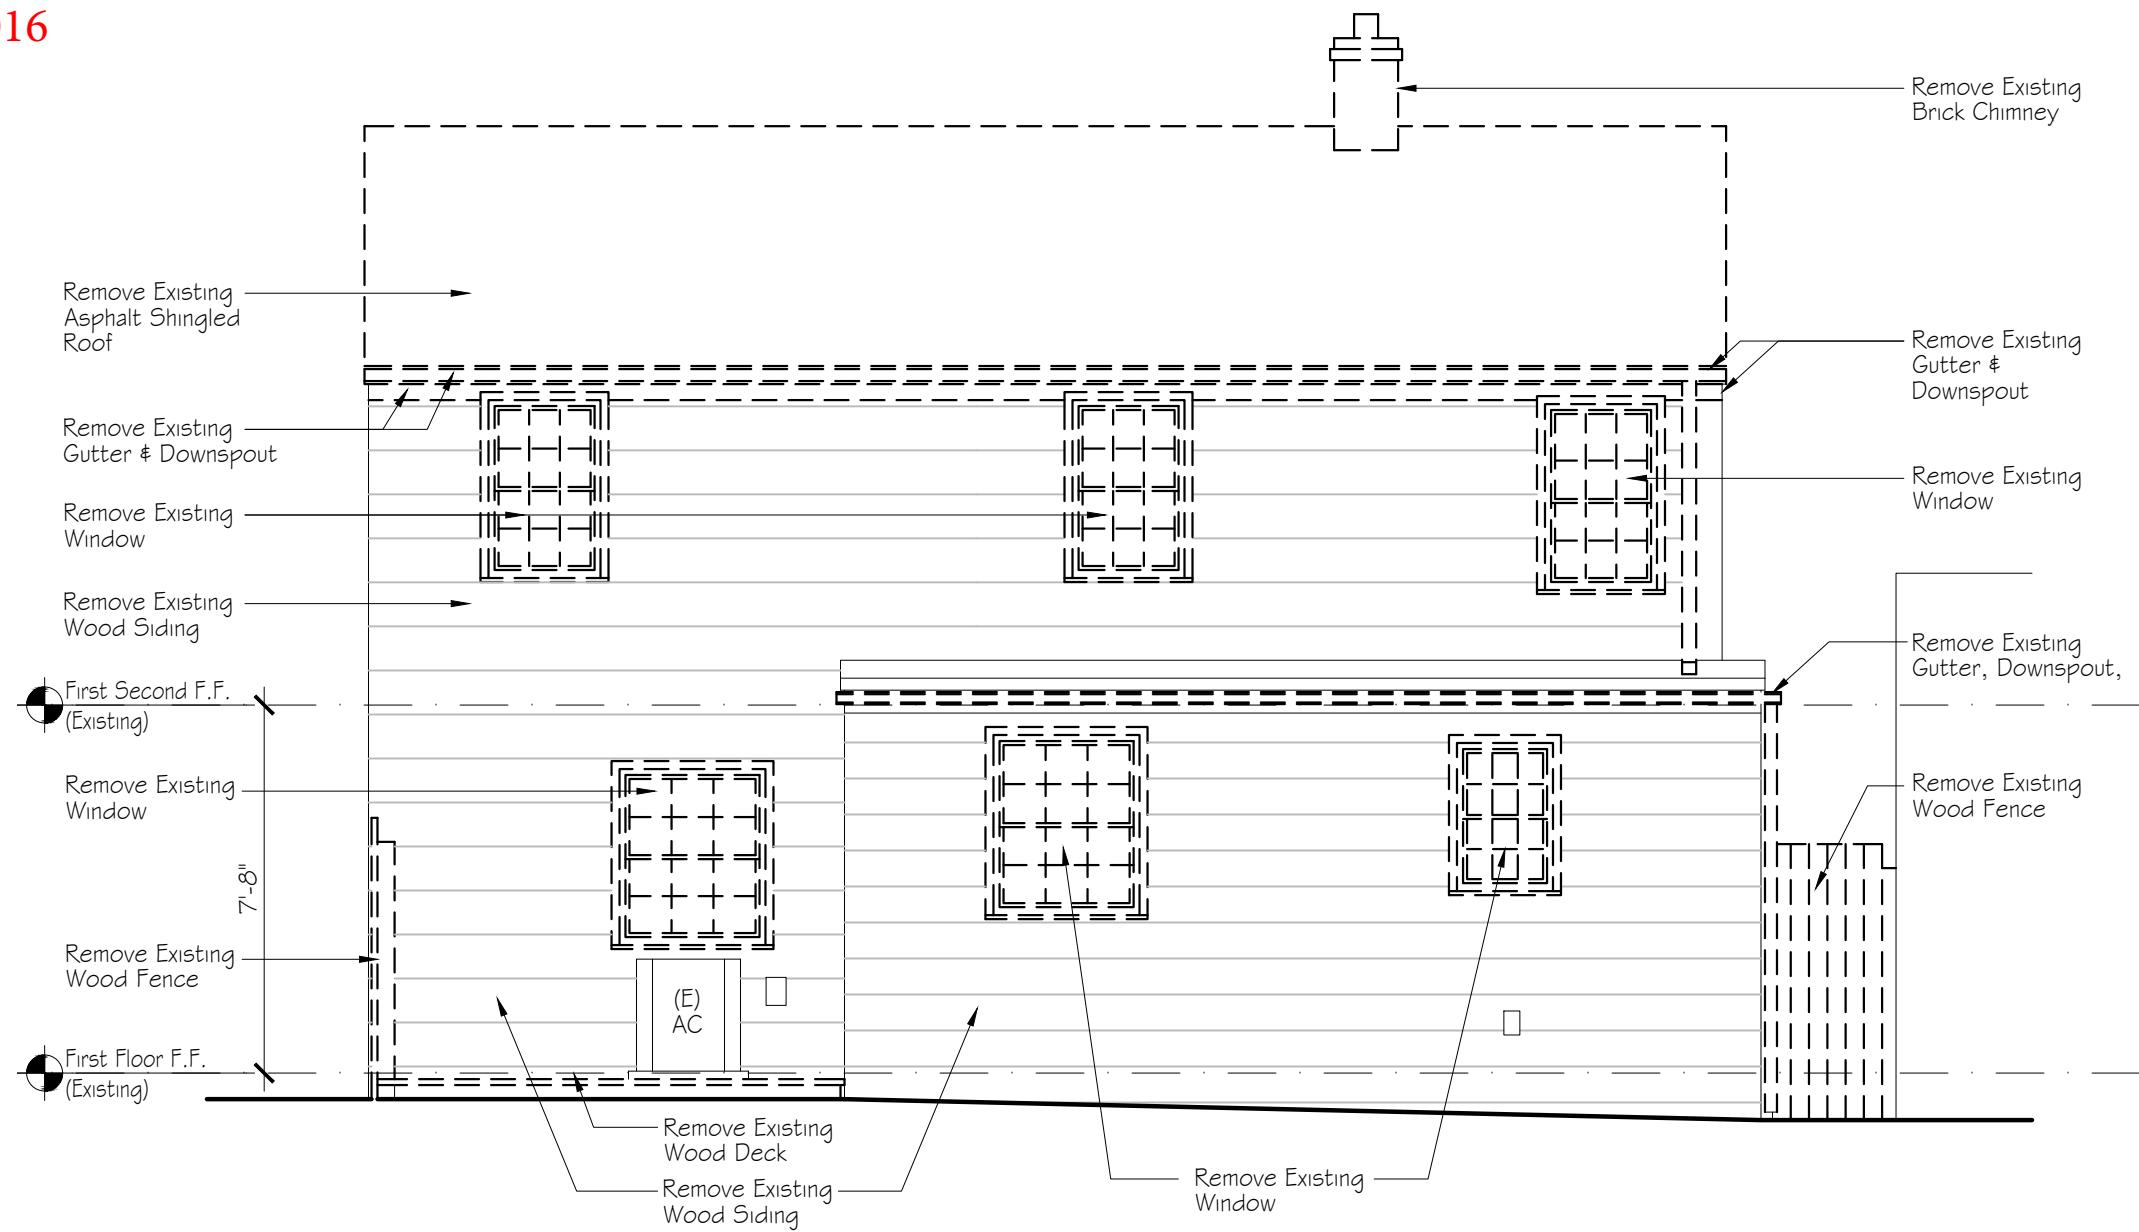 016
Remove Existing
Brick Chimney
Remove Existing
Asphalt Shingled
Roof
Remove Existing
Gutter &
Downspout
Remove Existing
Gutter & Downspout
Remove Existing
Window
Remove Existing
Window
Remove Existing
Wood Siding
Remove Existing
Gutter, Downspout,
First Second F.F.
(Existing)
Remove Existing
Window
Remove Existing
Wood Fence
7'-8"
Remove Existing
Wood Fence
(E)
AC
First Floor F.F.
(Existing)
Remove Existing
Wood Deck
Remove Existing
Wood Siding
Remove Existing
Window